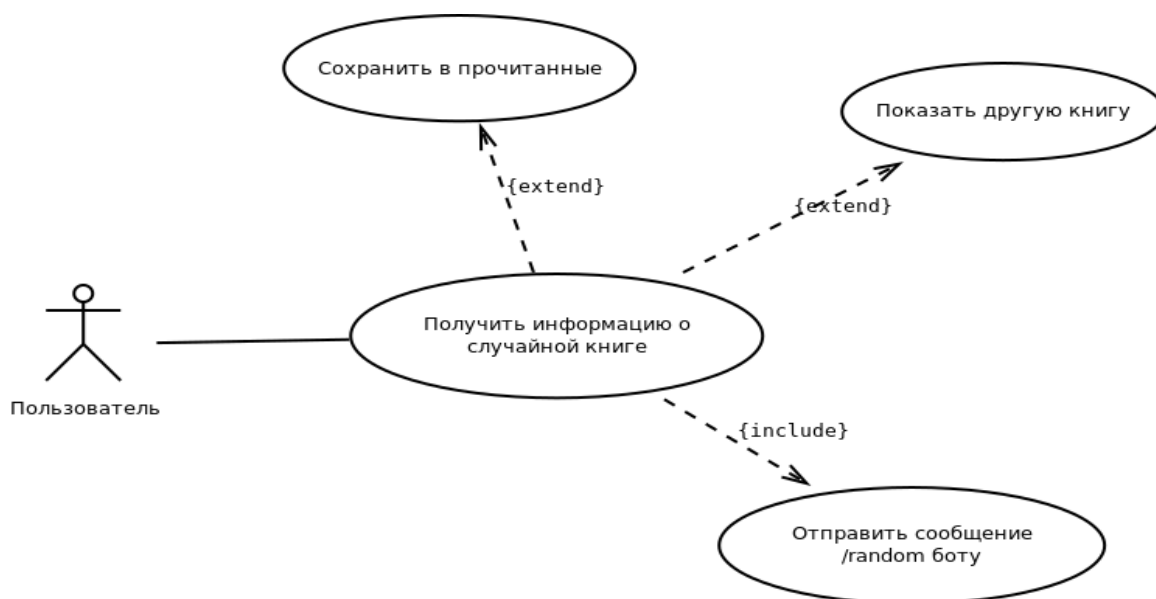 Сохранить в прочитанные
Показать другую книгу
{extend}
{extend}
Получить информацию о
случайной книге
Пользователь
{include}
Отправить сообщение
/random боту